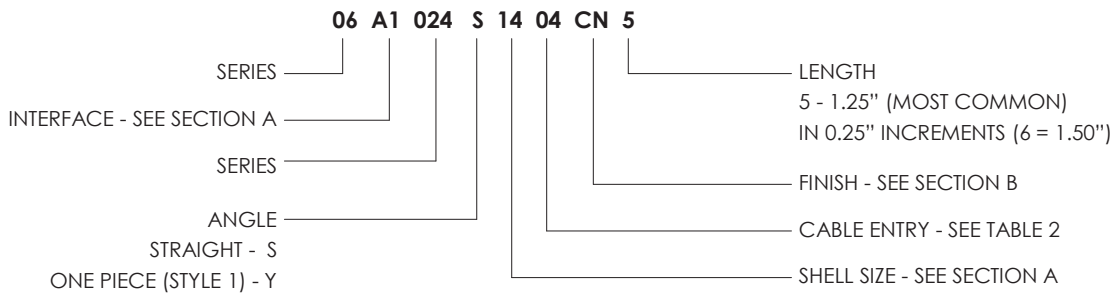 06 A1 024 S 14 04 CN 5
SERIES
INTERFACE - SEE SECTION A
SERIES
ANGLE
STRAIGHT - S
ONE PIECE (STYLE 1) - Y
LENGTH
5 - 1.25” (MOST COMMON)
IN 0.25” INCREMENTS (6 = 1.50”)
FINISH - SEE SECTION B
CABLE ENTRY - SEE TABLE 2
SHELL SIZE - SEE SECTION A